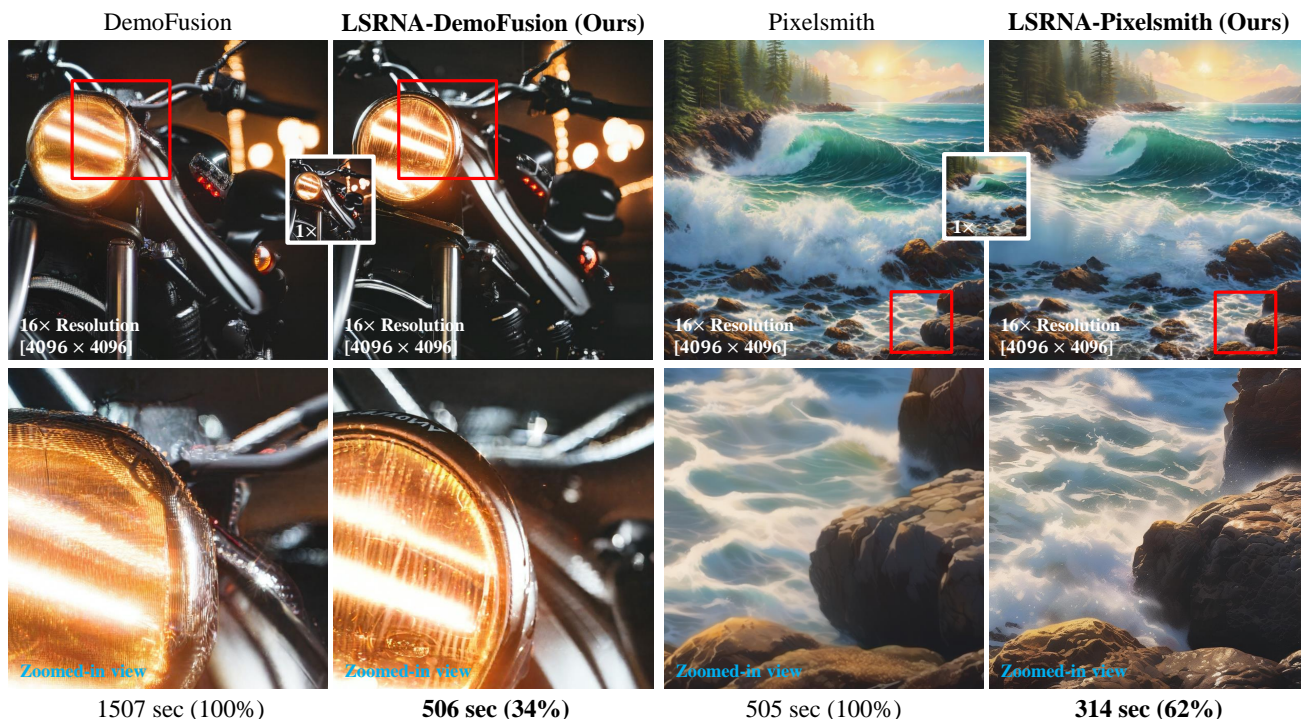 DemoFusion
LSRNA-DemoFusion (Ours)
Pixelsmith
LSRNA-Pixelsmith (Ours)
1×
1×
16× Resolution
[4096 × 4096]
16× Resolution
[4096 × 4096]
16× Resolution
[4096 × 4096]
16× Resolution
[4096 × 4096]
Zoomed-in view
Zoomed-in view
Zoomed-in view
Zoomed-in view
1507 sec (100%)
506 sec (34%)
505 sec (100%)
314 sec (62%)